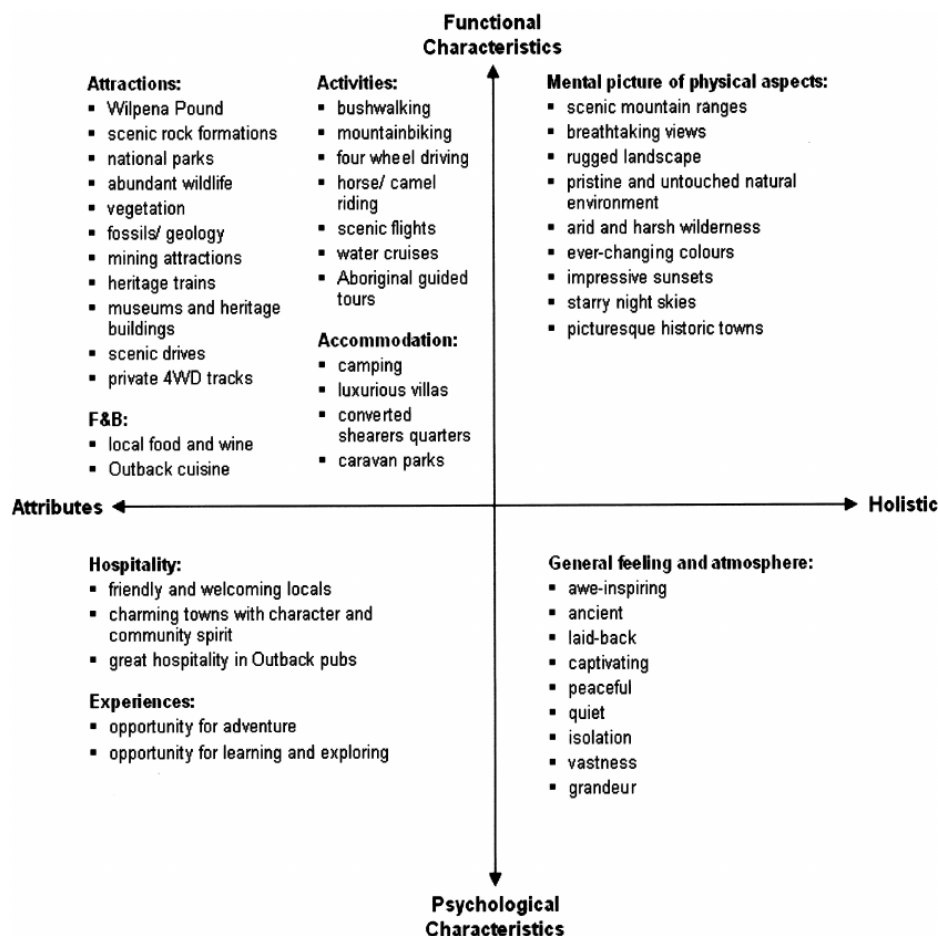 Functional
Characteristics
Attractions:
▪ Wilpena Pound
▪ scenic rock formations
▪ national parks
▪ abundant wildlife
▪ vegetation
▪ fossils/ geology
▪ mining attractions
▪ heritage trains
▪ museums and heritage
buildings
▪ scenic drives
▪ private 4WD tracks
F&B:
▪ local food and wine
▪ Outback cuisine
Activities:
▪ bushwalking
▪ mountainbiking
▪ four wheel driving
▪ horse/ camel
riding
▪ scenic flights
▪ water cruises
▪ Aboriginal guided
tours
Accommodation:
▪ camping
▪ luxurious villas
▪ converted
shearers quarters
▪ caravan parks
Mental picture of physical aspects:
▪ scenic mountain ranges
▪ breathtaking views
▪ rugged landscape
▪ pristine and untouched natural
environment
▪ arid and harsh wilderness
▪ ever-changing colours
▪ impressive sunsets
▪ starry night skies
▪ picturesque historic towns
Attributes
Holistic
Hospitality:
▪ friendly and welcoming locals
▪ charming towns with character and
community spirit
▪ great hospitality in Outback pubs
Experiences:
▪ opportunity for adventure
▪ opportunity for learning and exploring
General feeling and atmosphere:
▪ awe-inspiring
▪ ancient
▪ laid-back
▪ captivating
▪ peaceful
▪ quiet
▪ isolation
▪ vastness
▪ grandeur
Psychological
Characteristics